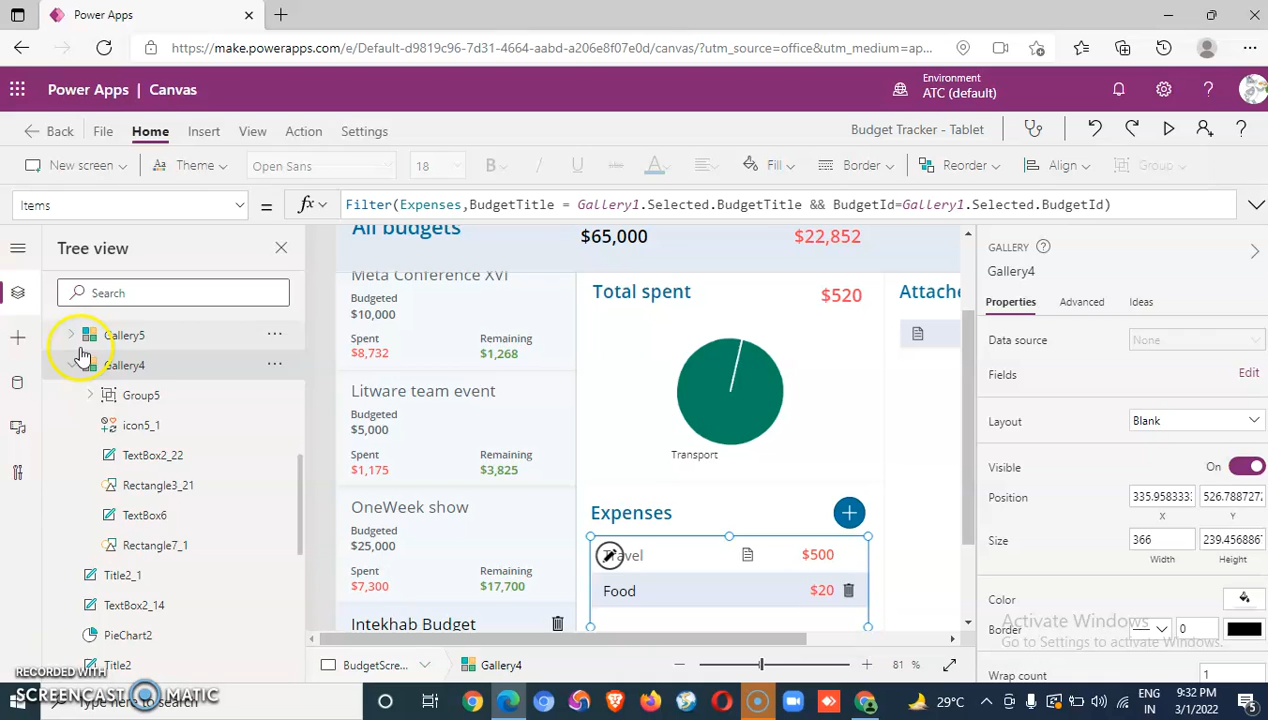 Power Apps
https://make.powerapps.com/e/Default-d9819c96-7d31-4664-aabd-a206e8f07e0d/canvas/?utm_source=office&utm_medium=ap...
Power Apps | Canvas
Environment
ATC (default)
Back File Home Insert View Action Settings
Budget Tracker - Tablet
New screen Theme Open Sans 18 B / U abc A Fill Border Reorder Align Group
Items = fx Filter(Expenses,BudgetTitle = Gallery1.Selected.BudgetTitle && BudgetId=Gallery1.Selected.BudgetId)
Tree view
Search
Gallery5
Gallery4
Group5
icon5_1
TextBox2_22
Rectangle3_21
TextBox6
Rectangle7_1
Title2_1
TextBox2_14
PieChart2
Title2
All budgets
$65,000
$22,852
Meta Conference XVI
Budgeted
$10,000
Spent Remaining
$8,732 $1,268
Litware team event
Budgeted
$5,000
Spent Remaining
$1,175 $3,825
OneWeek show
Budgeted
$25,000
Spent Remaining
$7,300 $17,700
Intekhab Budget
Total spent
$520
Transport
Expenses
Travel $500
Food $20
Attache
BudgetScre... Gallery4
81 %
GALLERY
Gallery4
Properties Advanced Ideas
Data source None
Fields Edit
Layout Blank
Visible On
Position 335.958333: 526.788727:
X Y
Size 366 239.456886
Width Height
Color
Border 0
Wrap count 1
Activate Windows
Go to Settings to activate Windows.
RECORDED WITH
SCREENCAST MATIC
Type here to search
29°C
ENG
IN
9:32 PM
3/1/2022
5